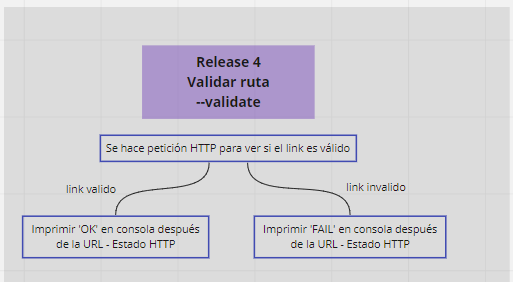 Release 4
Validar ruta
--validate
Se hace petición HTTP para ver si el link es válido
link valido
link invalido
Imprimir 'OK' en consola después
de la URL - Estado HTTP
Imprimir 'FAIL' en consola después
de la URL - Estado HTTP